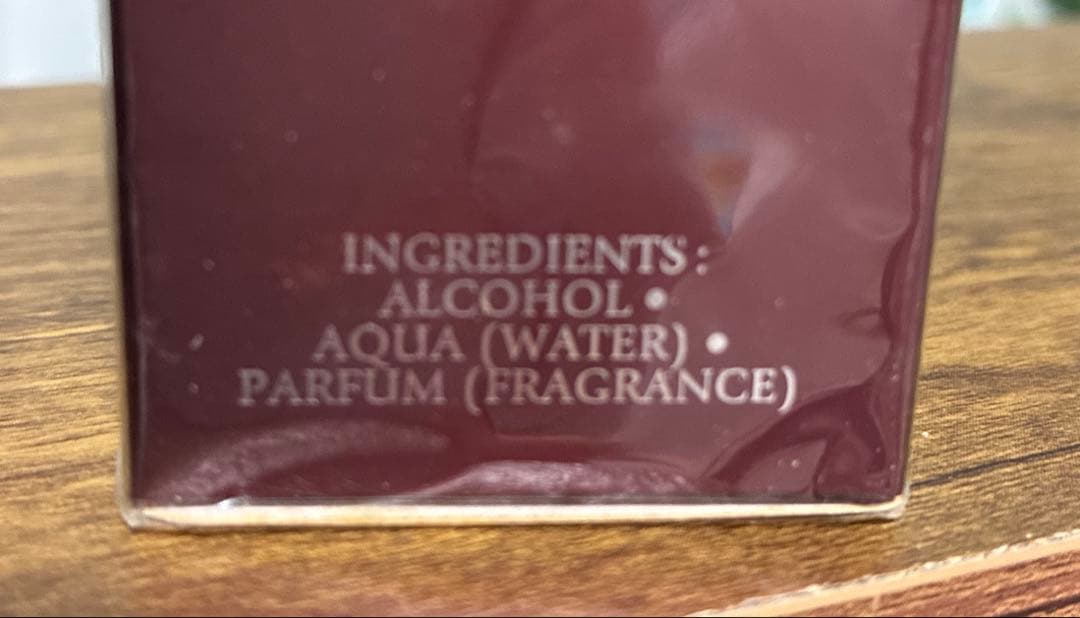 INGREDIENTS :
ALCOHOL •
AQUA (WATER) •
PARFUM (FRAGRANCE)